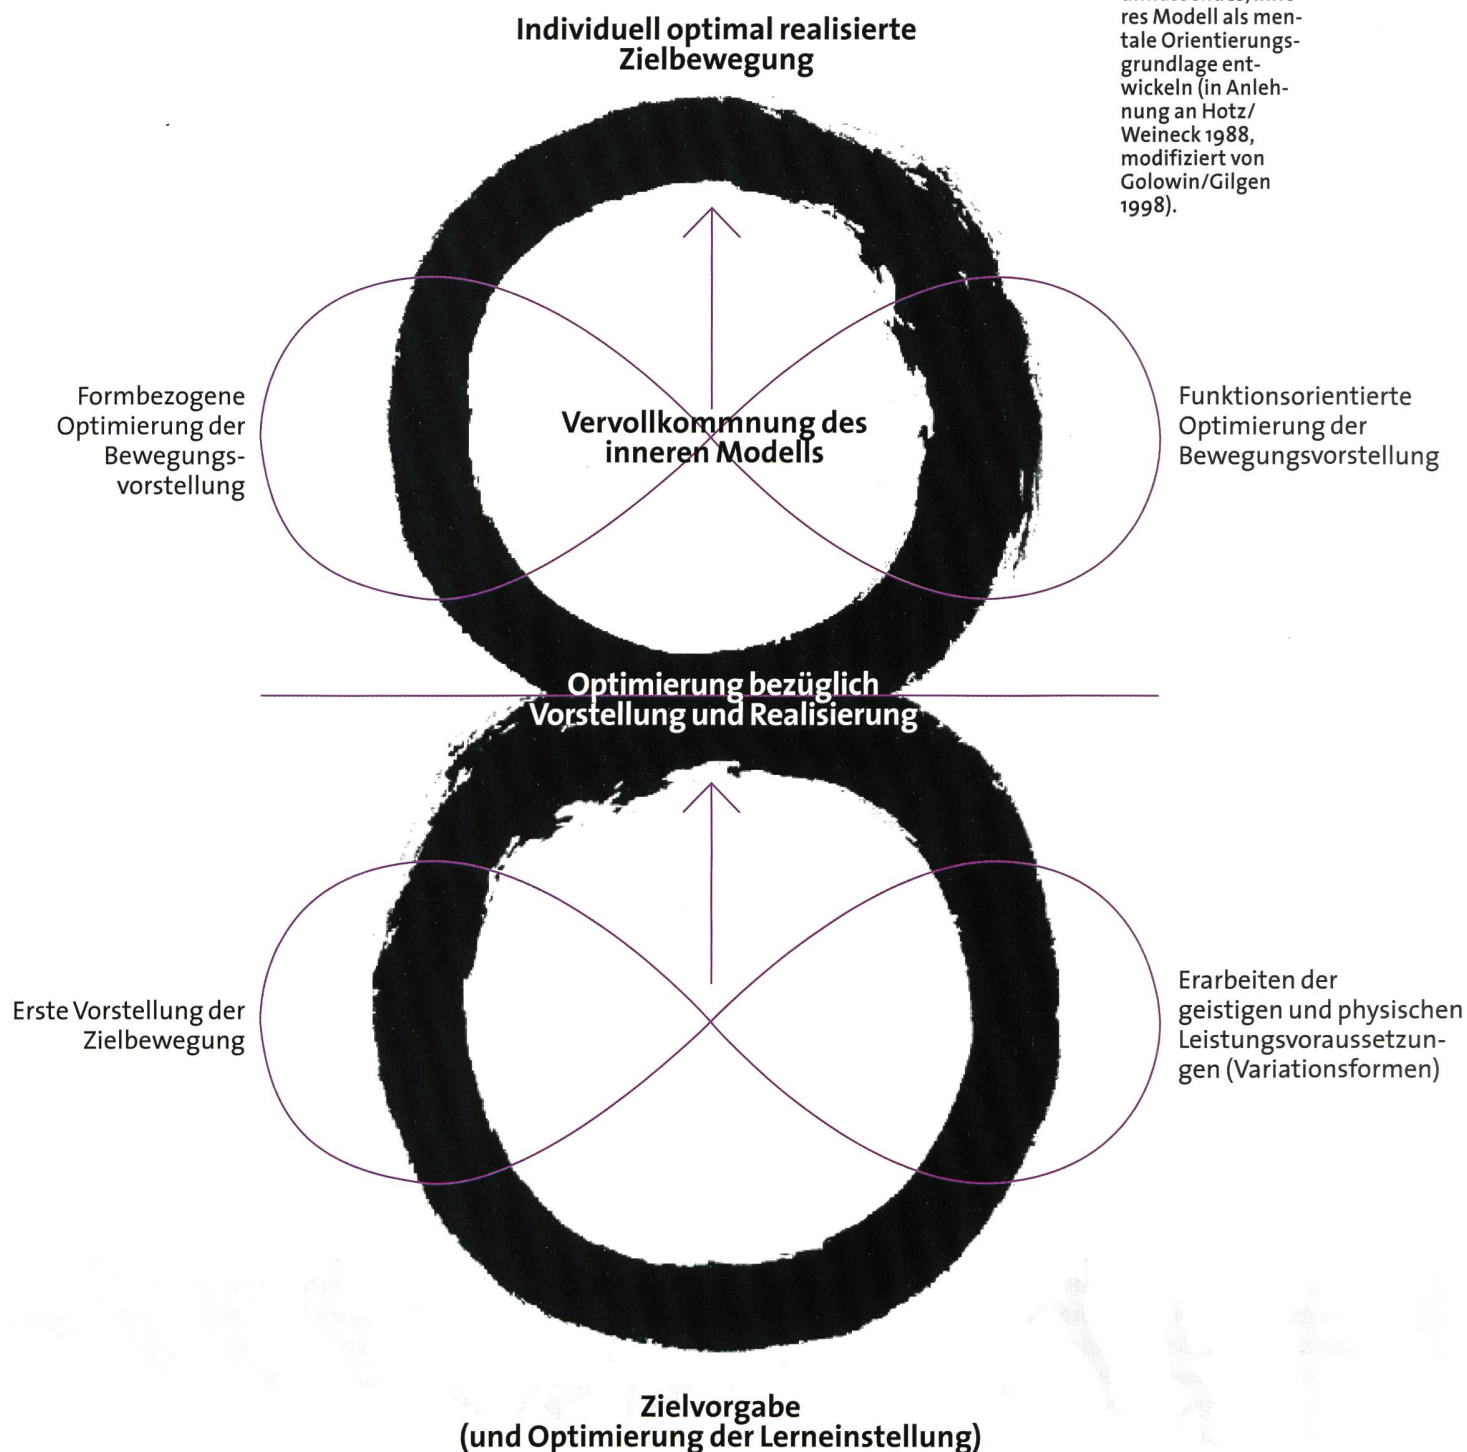 Individuell optimal realisierte
Zielbewegung
res Modell als men-
tale Orientierungs-
grundlage ent-
wickeln (in Anleh-
nung an Hotz/
Weineck 1988,
modifiziert von
Golowin/Gilgen
1998).
Formbezogene
Optimierung der
Bewegungs-
vorstellung
Vervollkommnung des
inneren Modells
Funktionsorientierte
Optimierung der
Bewegungsvorstellung
Optimierung bezüglich
Vorstellung und Realisierung
Erste Vorstellung der
Zielbewegung
Erarbeiten der
geistigen und physischen
Leistungsvoraussetzun-
gen (Variationsformen)
Zielvorgabe
(und Optimierung der Lerneinstellung)